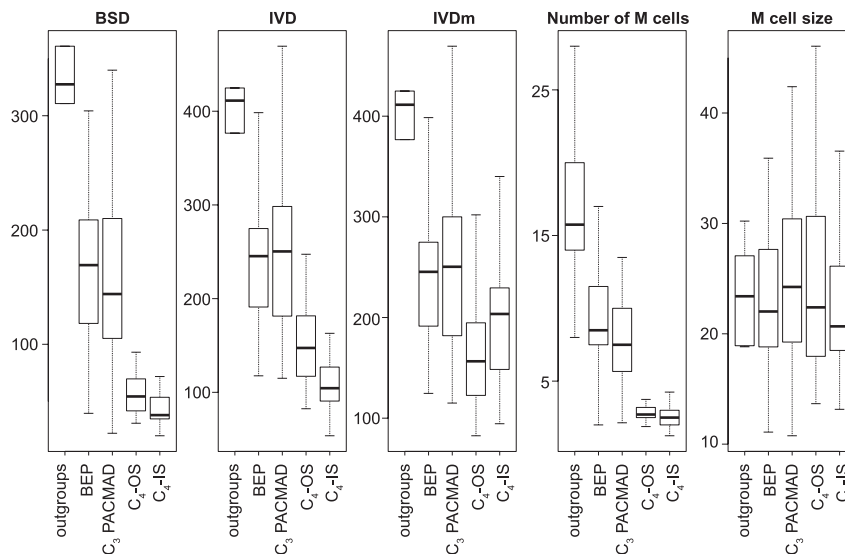 BSD
IVD
IVDm
Number of M cells
M cell size
300
200
100
400
300
200
100
400
300
200
100
25
15
5
40
30
20
10
outgroups
BEP
C₃ PACMAD
C₄-OS
C₄-IS
outgroups
BEP
C₃ PACMAD
C₄-OS
C₄-IS
outgroups
BEP
C₃ PACMAD
C₄-OS
C₄-IS
outgroups
BEP
C₃ PACMAD
C₄-OS
C₄-IS
outgroups
BEP
C₃ PACMAD
C₄-OS
C₄-IS